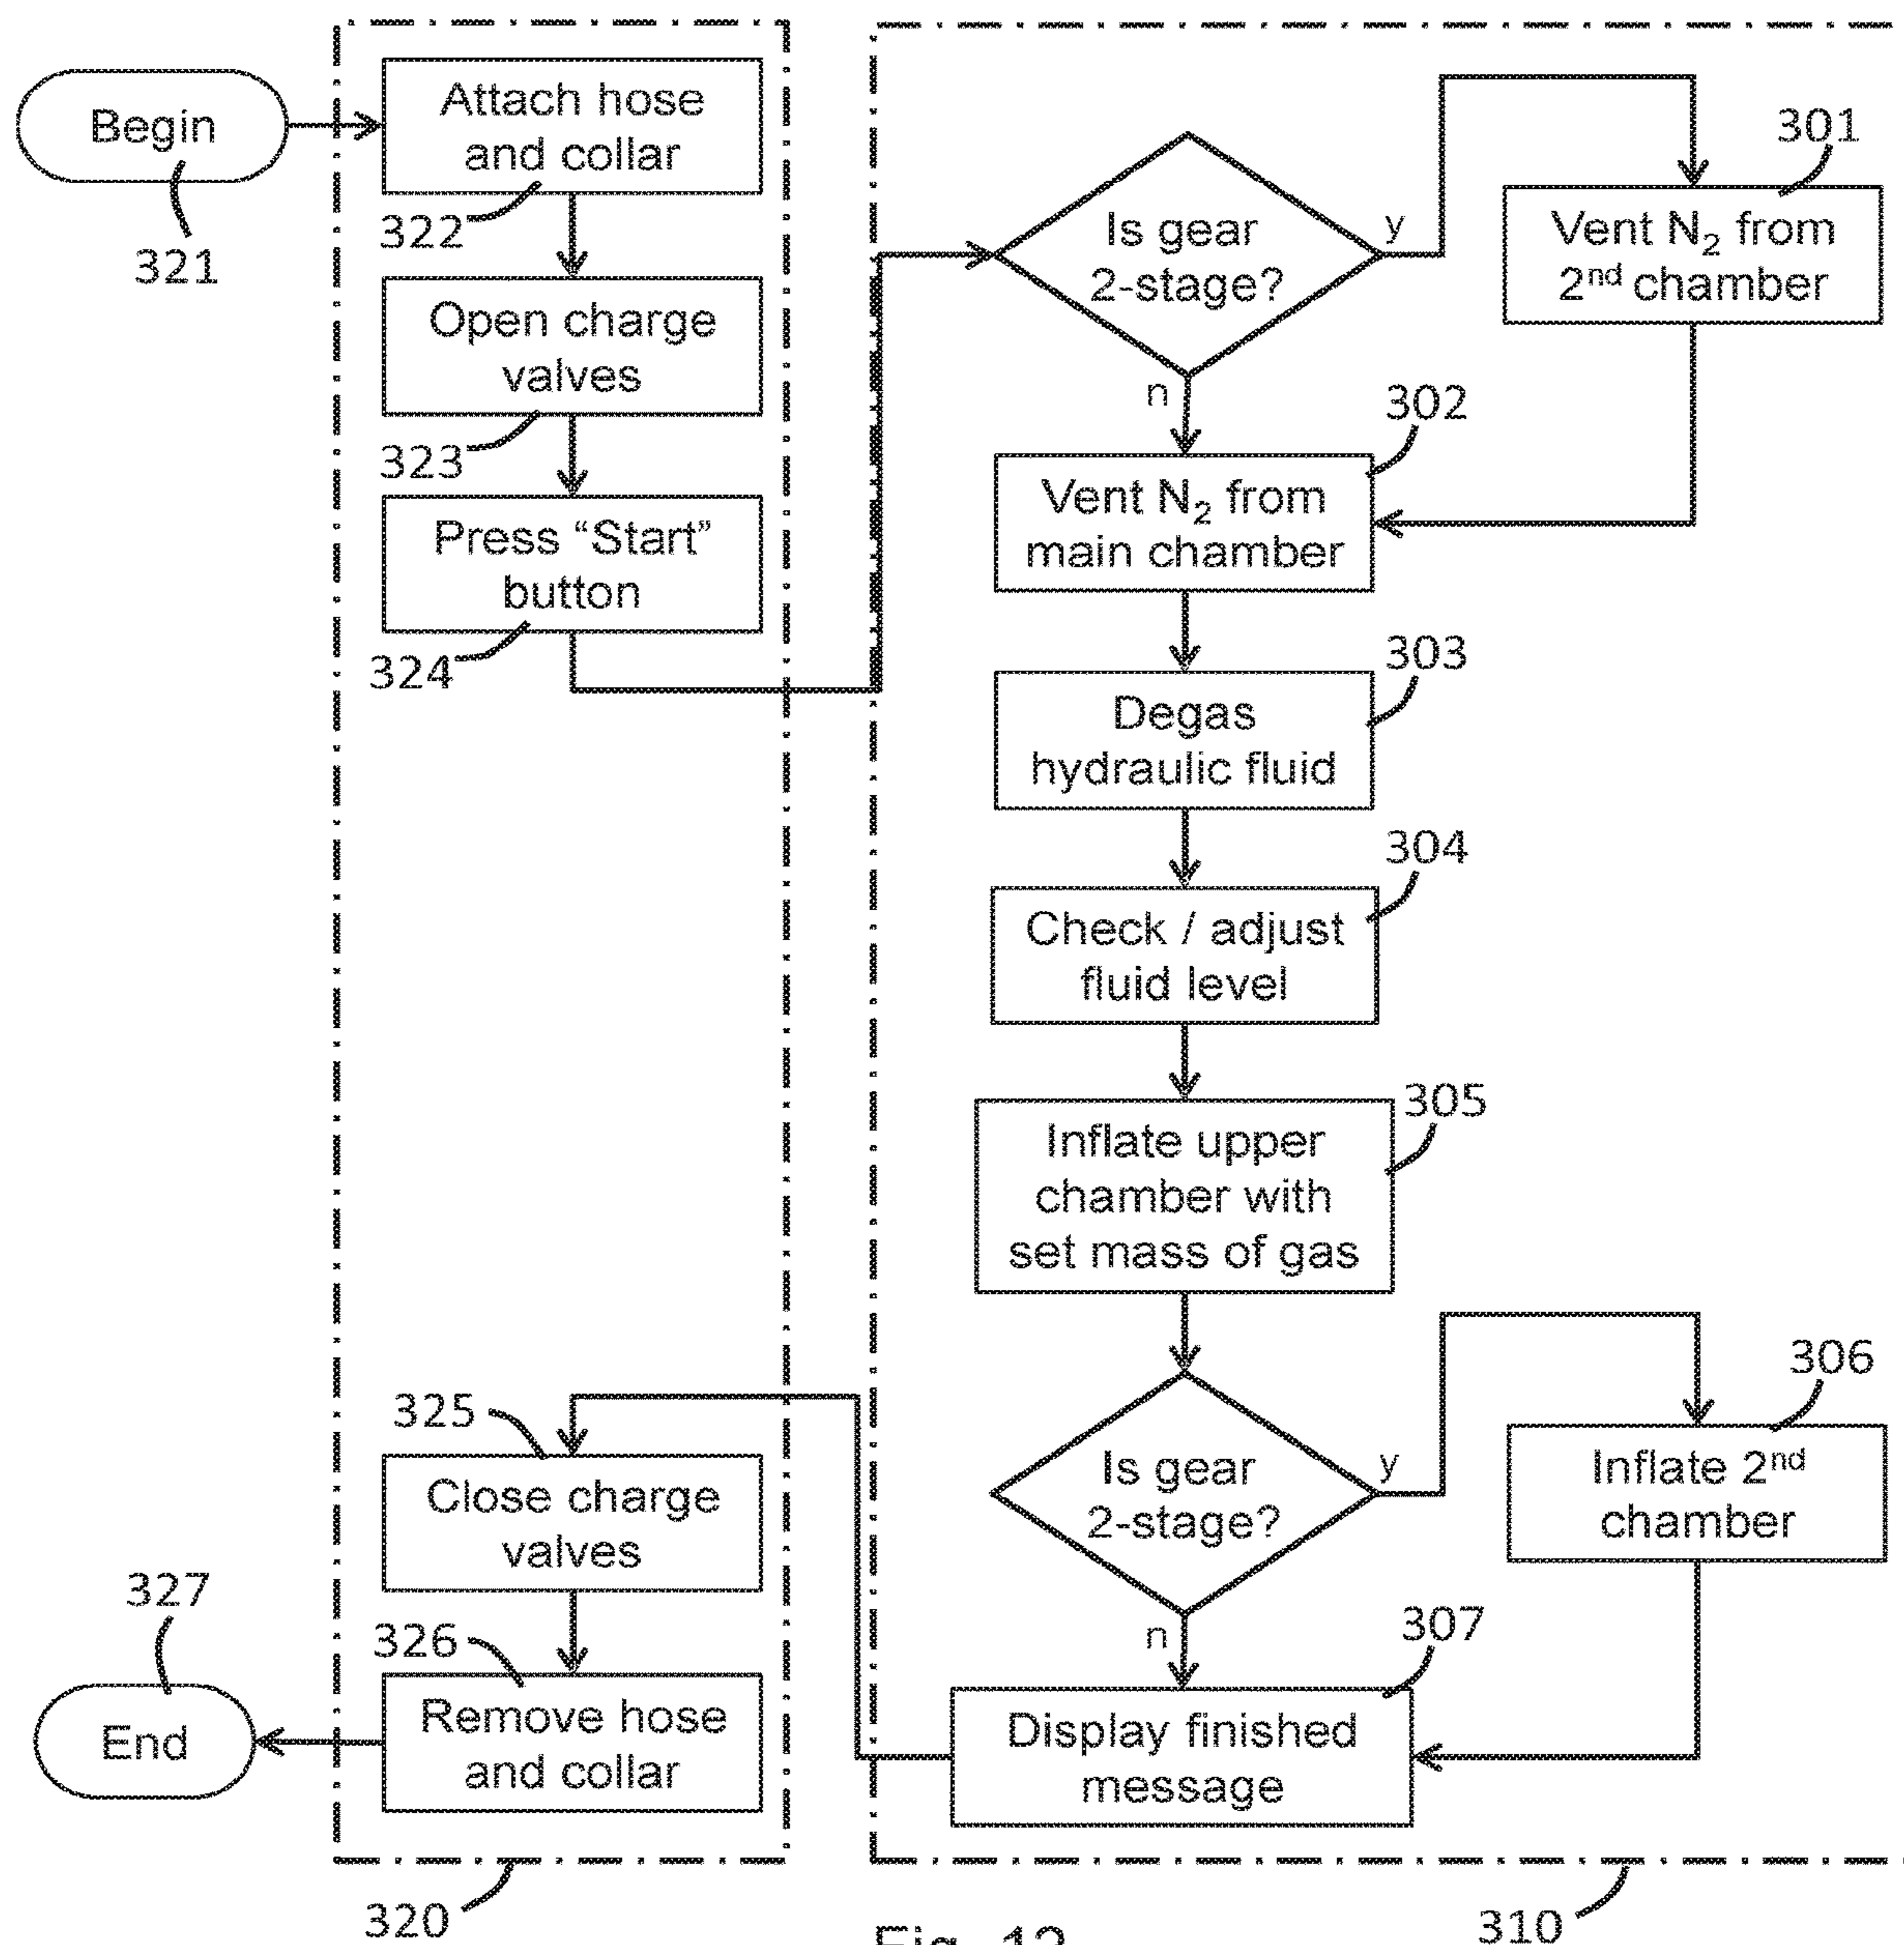 Begin
321
Attach hose
and collar
322
Open charge
valves
323
Press “Start”
button
324
Is gear
2-stage?
y
n
301
Vent N₂ from
2ⁿᵈ chamber
302
Vent N₂ from
main chamber
303
Degas
hydraulic fluid
304
Check / adjust
fluid level
305
Inflate upper
chamber with
set mass of gas
Is gear
2-stage?
y
n
306
Inflate 2ⁿᵈ
chamber
307
Display finished
message
325
Close charge
valves
326
Remove hose
and collar
327
End
320
310
Fig. 12